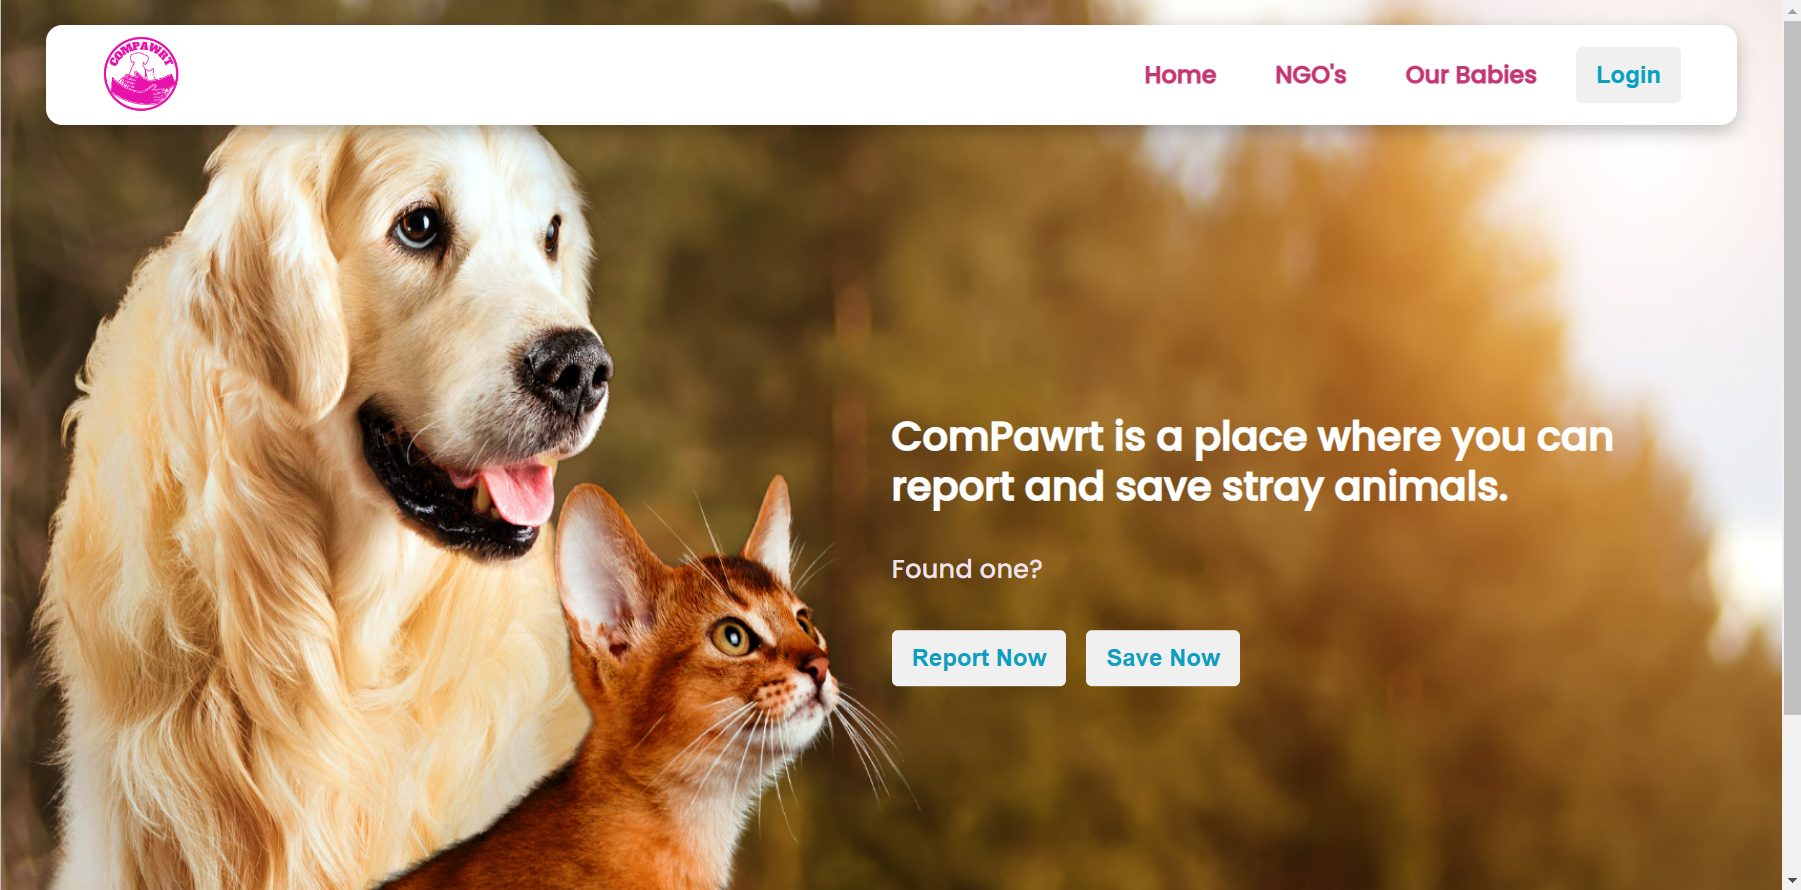 COMPAWRT
Home
NGO's
Our Babies
Login
ComPawrt is a place where you can
report and save stray animals.
Found one?
Report Now
Save Now